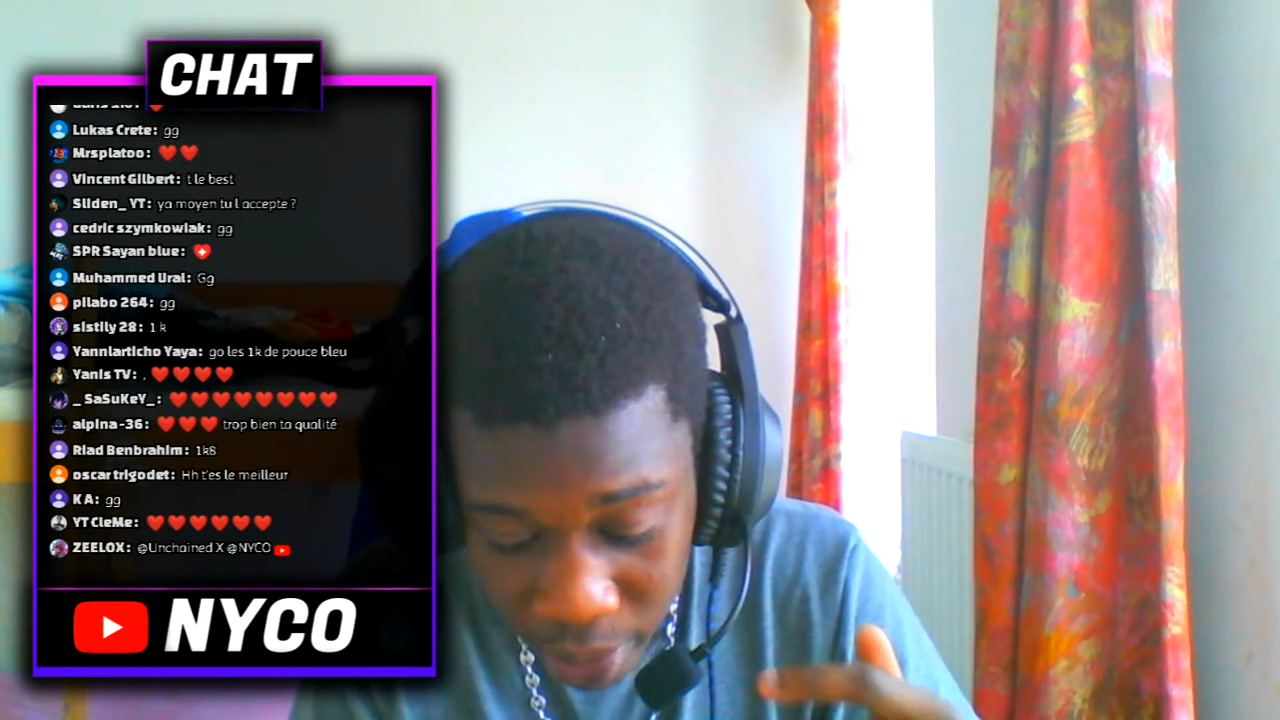 CHAT
Lukas Crete: gg
Mrsplatoo: ❤️❤️
Vincent Gilbert: t le best
Sliden_ YT: ya moyen tu l accepte ?
cedric szymkowiak: gg
SPR Sayan blue:
Muhammed Ural: Gg
pilabo 264: gg
sistily 28: 1 k
Yannlarticho Yaya: go les 1k de pouce bleu
Yanis TV: . ❤️❤️❤️❤️
_ SaSuKeY_: ❤️❤️❤️❤️❤️❤️❤️❤️
alpina-36: ❤️❤️❤️ trop bien ta qualité
Riad Benbrahim: 1k8
oscar trigodet: Hh t'es le meilleur
K A: gg
YT CleMe: ❤️❤️❤️❤️❤️❤️
ZEELOX: @Unchained X @NYCO
NYCO